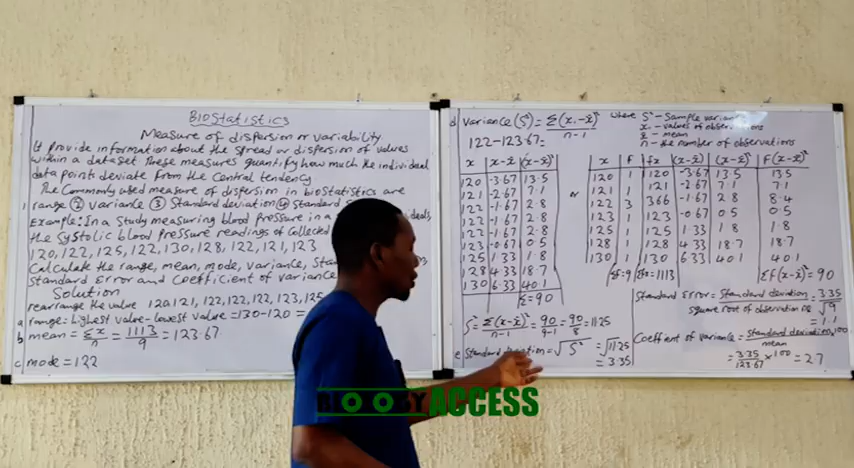 BIOStatistics
Measure of dispersion or variability.
It Provide information about the spread or dispersion of values
within a dataset These measures quantify how much the individual
data points deviate from the Central tendency
The Commonly used measure of dispersion in biostatistics are
1 range ② variance ③ Standard deviation ④ Standard
Example: In a Study measuring blood pressure in a
the Systolic blood pressure readings of Collected
120, 122, 125, 122, 130, 128, 122, 121, 123
Calculate the range, mean, mode, variance,
Standard Error and Coefficient of variance
Solution
rearrange the value 120, 121, 122, 122, 122, 123, 125
a range = highest value - lowest value = 130-120 =
b mean = Σx/n = 1113/9 = 123.67
c mode = 122
d Variance (S²) = Σ(x-x̄)²/n-1
where S² - Sample
x - values of observations
x̄ - mean
n - the number of observations
122-123.67=
x x-x̄ (x-x̄)²
120 -3.67 13.5
121 -2.67 7.1
122 -1.67 2.8
122 -1.67 2.8
122 -1.67 2.8
123 -0.67 0.5
125 1.33 1.8
128 4.33 18.7
130 6.33 40.1
Σ=90
S² = Σ(x-x̄)²/n-1 = 90/9-1 = 90/8 = 11.25
e Standard deviation = √S² = √11.25
= 3.35
or
x F fx (x-x̄) (x-x̄)² F(x-x̄)²
120 1 120 -3.67 13.5 13.5
121 1 121 -2.67 7.1 7.1
122 3 366 -1.67 2.8 8.4
123 1 123 -0.67 0.5 0.5
125 1 125 1.33 1.8 1.8
128 1 128 4.33 18.7 18.7
130 1 130 6.33 40.1 40.1
Σf=9 Σfx=1113 ΣF(x-x̄)²=90
Standard Error = Standard deviation/square root of observation = 3.35/√9
= 1.1
Coeffient of variance = Standard deviation/mean × 100
= 3.35/123.67 × 100 = 2.7
ACCESS